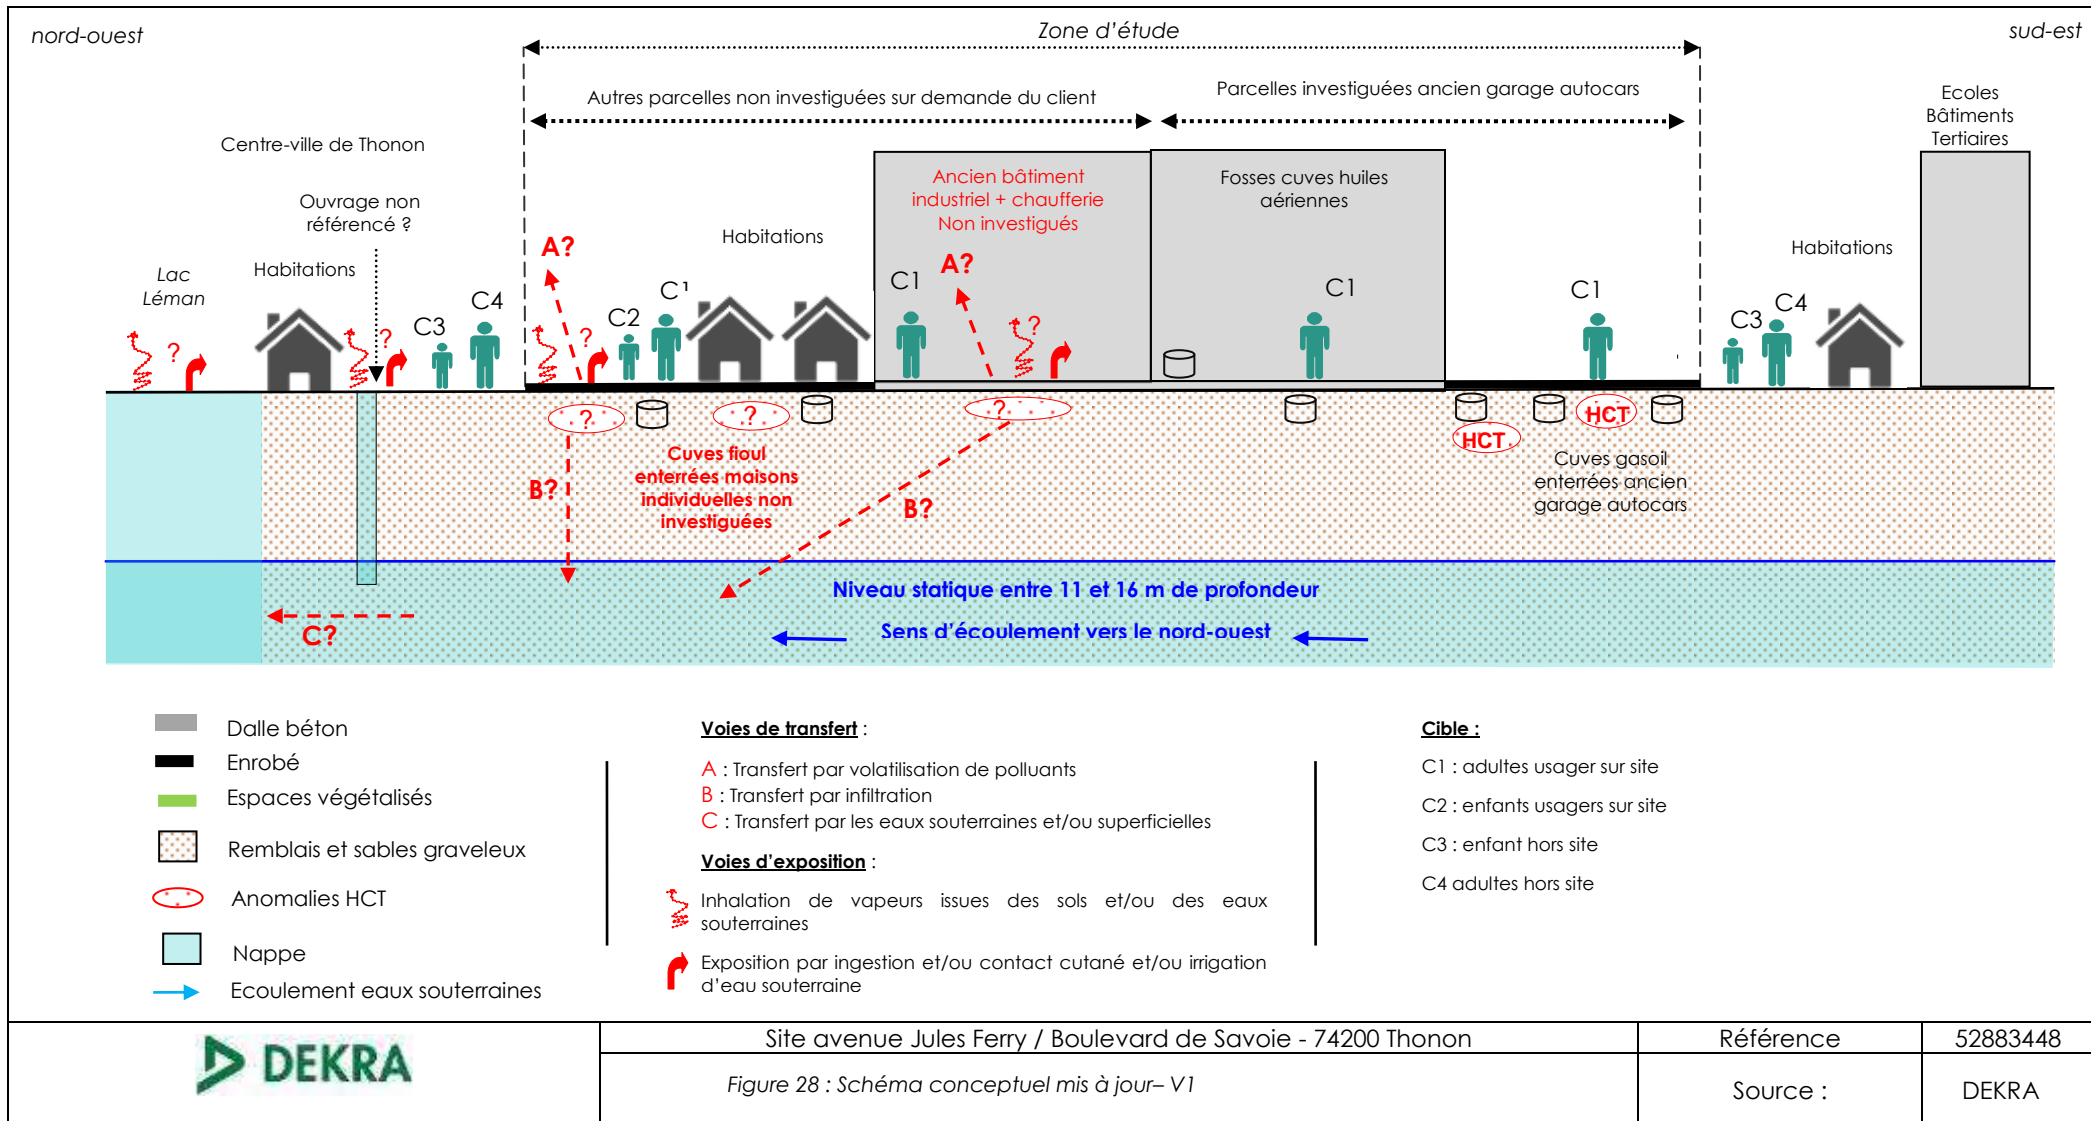 nord-ouest
Zone d'étude
sud-est
Autres parcelles non investiguées sur demande du client
Parcelles investiguées ancien garage autocars
Ecoles
Bâtiments
Tertiaires
Centre-ville de Thonon
Ouvrage non
référencé ?
Ancien bâtiment
industriel + chaufferie
Non investigués
Fosses cuves huiles
aériennes
Lac
Léman
Habitations
A?
Habitations
A?
Habitations
?
?
C3
C4
?
C2
C1
C1
?
C1
C1
C3
C4
?
?
?
HCT
HCT
Cuves fioul
enterrées maisons
individuelles non
investiguées
Cuves gasoil
enterrées ancien
garage autocars
B?
B?
Niveau statique entre 11 et 16 m de profondeur
Sens d'écoulement vers le nord-ouest
C?
Dalle béton
Enrobé
Espaces végétalisés
Remblais et sables graveleux
Anomalies HCT
Nappe
Ecoulement eaux souterraines
Voies de transfert :
A : Transfert par volatilisation de polluants
B : Transfert par infiltration
C : Transfert par les eaux souterraines et/ou superficielles
Voies d'exposition :
Inhalation de vapeurs issues des sols et/ou des eaux
souterraines
Exposition par ingestion et/ou contact cutané et/ou irrigation
d'eau souterraine
Cible :
C1 : adultes usager sur site
C2 : enfants usagers sur site
C3 : enfant hors site
C4 adultes hors site
DEKRA
Site avenue Jules Ferry / Boulevard de Savoie - 74200 Thonon
Référence
52883448
Figure 28 : Schéma conceptuel mis à jour– V1
Source :
DEKRA